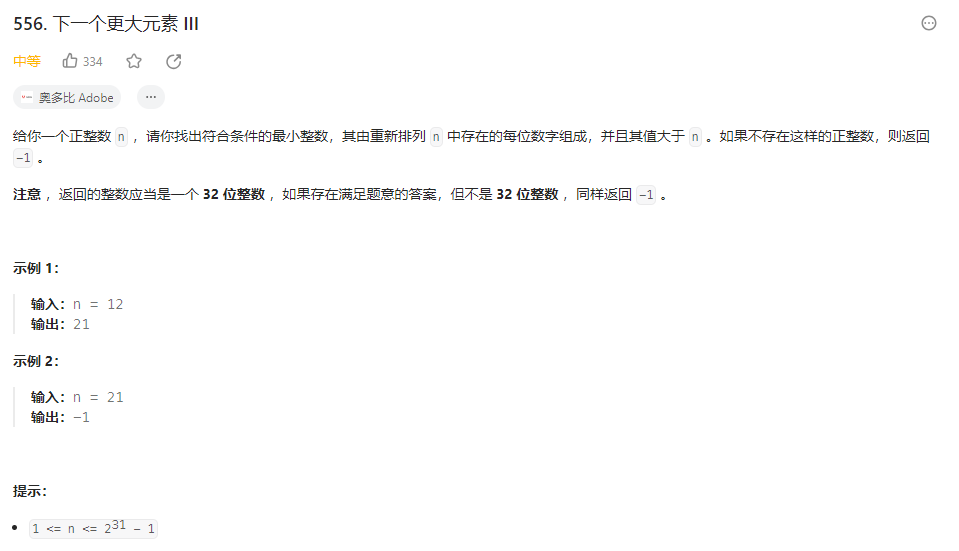 556. 下一个更大元素 III
中等 334
奥多比 Adobe ...
给你一个正整数 n ，请你找出符合条件的最小整数，其由重新排列 n 中存在的每位数字组成，并且其值大于 n 。如果不存在这样的正整数，则返回
-1 。
注意 ，返回的整数应当是一个 32 位整数 ，如果存在满足题意的答案，但不是 32 位整数 ，同样返回 -1 。
示例 1：
输入：n = 12
输出：21
示例 2：
输入：n = 21
输出：-1
提示：
• 1 <= n <= 2^31 - 1